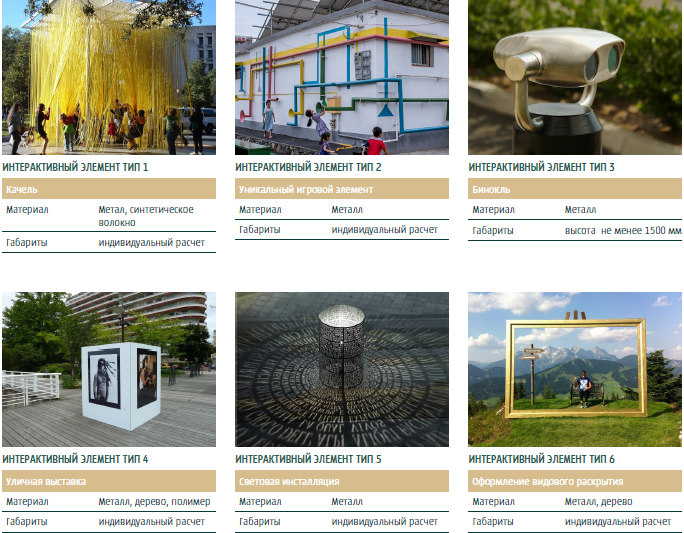 ИНТЕРАКТИВНЫЙ ЭЛЕМЕНТ ТИП 1
Качель
Материал Метал, синтетическое
волокно
Габариты индивидуальный расчет
ИНТЕРАКТИВНЫЙ ЭЛЕМЕНТ ТИП 2
Уникальный игровой элемент
Материал Металл
Габариты индивидуальный расчет
ИНТЕРАКТИВНЫЙ ЭЛЕМЕНТ ТИП 3
Бинокль
Материал Металл
Габариты высота не менее 1500 мм
ИНТЕРАКТИВНЫЙ ЭЛЕМЕНТ ТИП 4
Уличная выставка
Материал Металл, дерево, полимер
Габариты индивидуальный расчет
ИНТЕРАКТИВНЫЙ ЭЛЕМЕНТ ТИП 5
Световая инсталляция
Материал Металл
Габариты индивидуальный расчет
ИНТЕРАКТИВНЫЙ ЭЛЕМЕНТ ТИП 6
Оформление видового раскрытия
Материал Металл, дерево
Габариты индивидуальный расчет